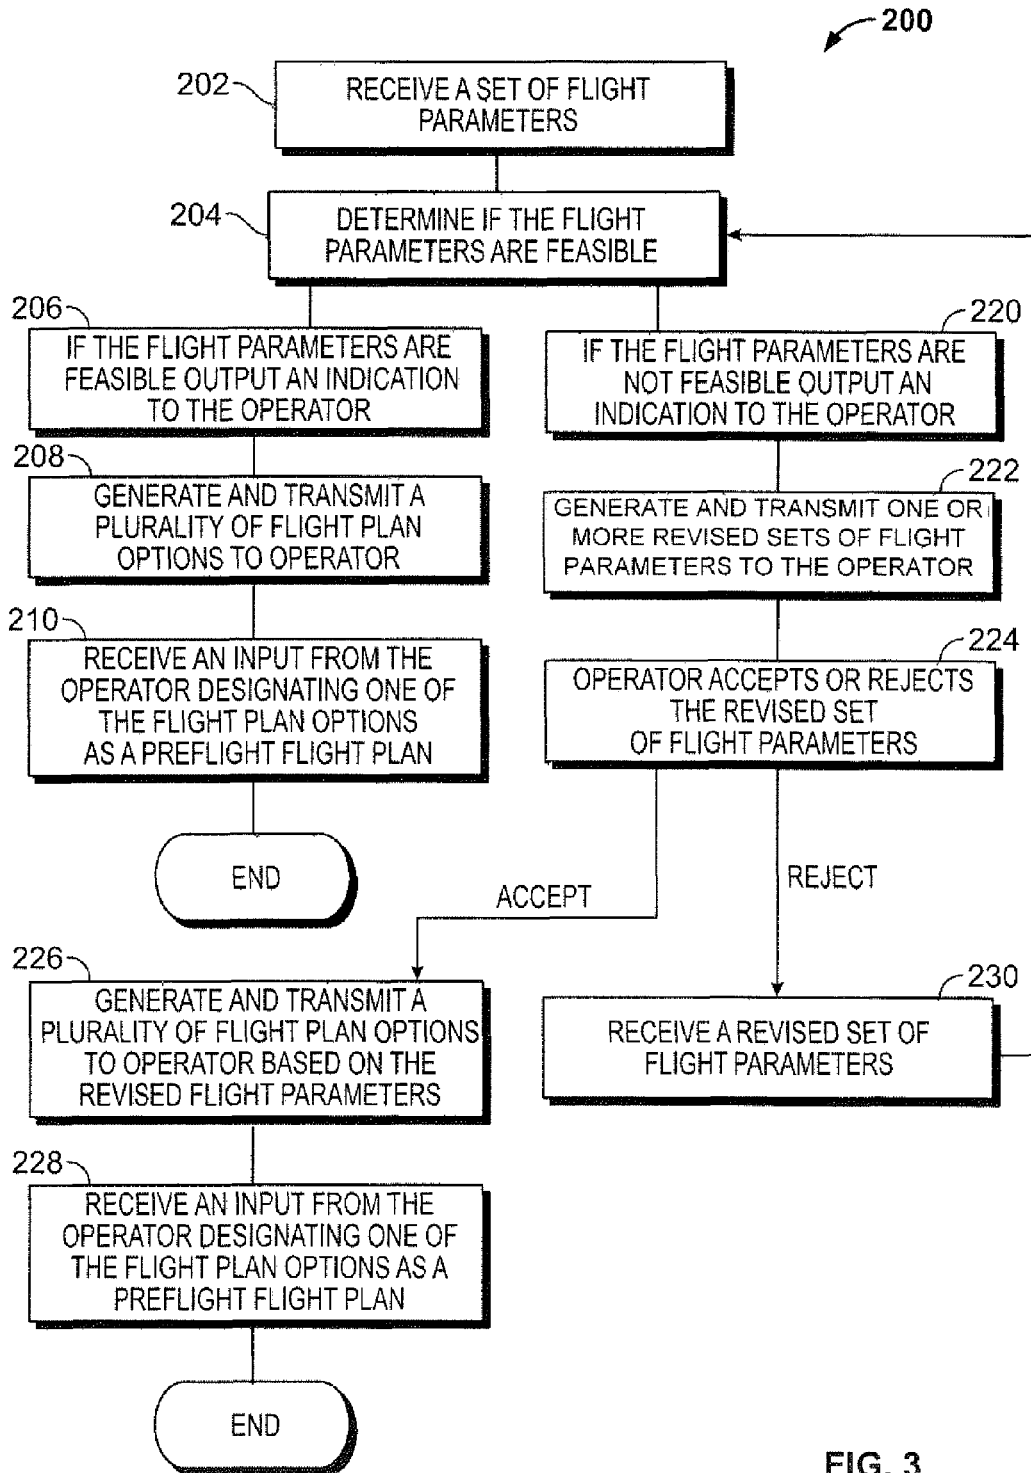 200
202
RECEIVE A SET OF FLIGHT
PARAMETERS
204
DETERMINE IF THE FLIGHT
PARAMETERS ARE FEASIBLE
206
IF THE FLIGHT PARAMETERS ARE
FEASIBLE OUTPUT AN INDICATION
TO THE OPERATOR
220
IF THE FLIGHT PARAMETERS ARE
NOT FEASIBLE OUTPUT AN
INDICATION TO THE OPERATOR
208
GENERATE AND TRANSMIT A
PLURALITY OF FLIGHT PLAN
OPTIONS TO OPERATOR
222
GENERATE AND TRANSMIT ONE OR
MORE REVISED SETS OF FLIGHT
PARAMETERS TO THE OPERATOR
210
RECEIVE AN INPUT FROM THE
OPERATOR DESIGNATING ONE OF
THE FLIGHT PLAN OPTIONS
AS A PREFLIGHT FLIGHT PLAN
224
OPERATOR ACCEPTS OR REJECTS
THE REVISED SET
OF FLIGHT PARAMETERS
END
ACCEPT
REJECT
226
GENERATE AND TRANSMIT A
PLURALITY OF FLIGHT PLAN OPTIONS
TO OPERATOR BASED ON THE
REVISED FLIGHT PARAMETERS
230
RECEIVE A REVISED SET OF
FLIGHT PARAMETERS
228
RECEIVE AN INPUT FROM THE
OPERATOR DESIGNATING ONE OF
THE FLIGHT PLAN OPTIONS AS A
PREFLIGHT FLIGHT PLAN
END
FIG. 3